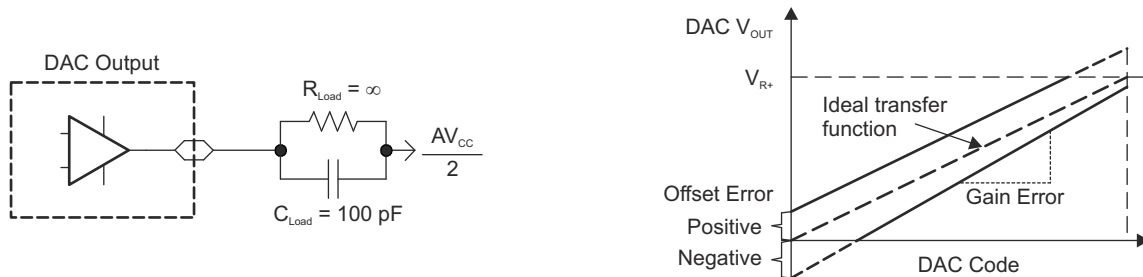 DAC Output
R_Load = ∞
C_Load = 100 pF
AV_CC
2
DAC V_OUT
V_R+
Ideal transfer
function
Offset Error
Positive
Negative
Gain Error
DAC Code